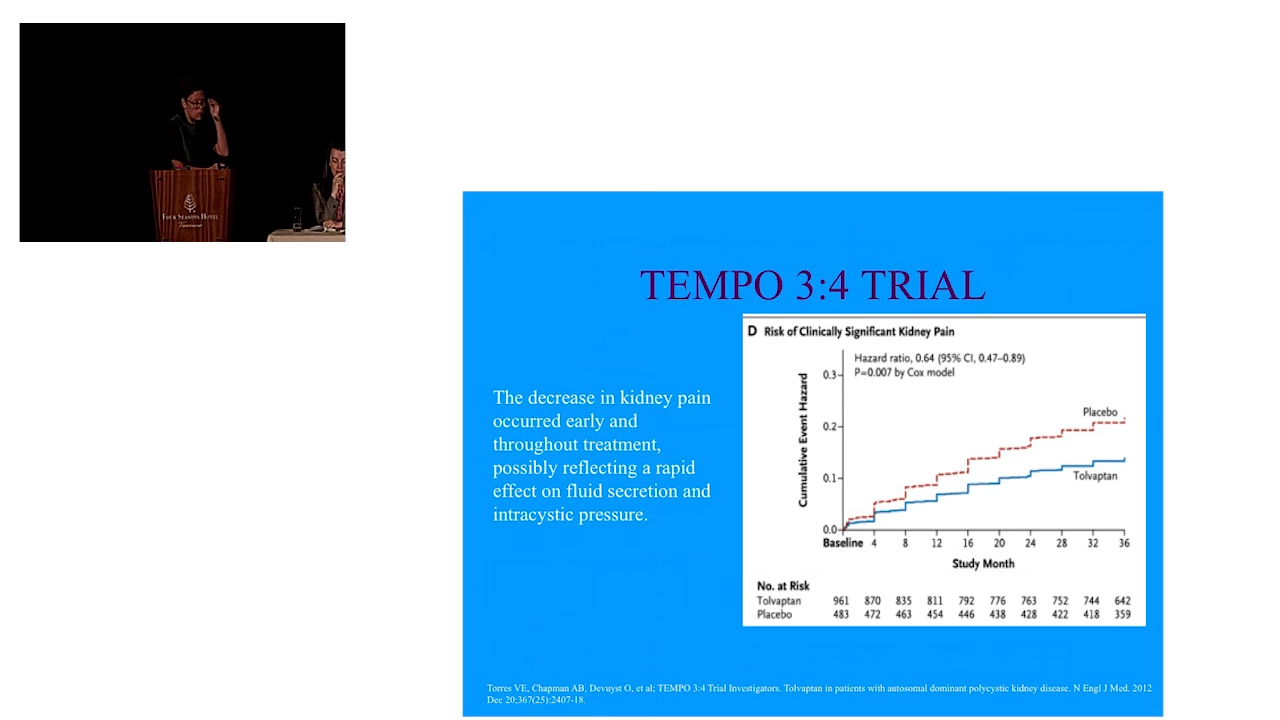 FOUR SEASONS HOTEL
Vancouver
TEMPO 3:4 TRIAL
The decrease in kidney pain
occurred early and
throughout treatment,
possibly reflecting a rapid
effect on fluid secretion and
intracystic pressure.
D Risk of Clinically Significant Kidney Pain
Hazard ratio, 0.64 (95% CI, 0.47–0.89)
P=0.007 by Cox model
Cumulative Event Hazard
0.3
0.2
0.1
0.0
Placebo
Tolvaptan
Baseline 4 8 12 16 20 24 28 32 36
Study Month
No. at Risk
Tolvaptan 961 870 835 811 792 776 763 752 744 642
Placebo 483 472 463 454 446 438 428 422 418 359
Torres VE, Chapman AB, Devuyst O, et al; TEMPO 3:4 Trial Investigators. Tolvaptan in patients with autosomal dominant polycystic kidney disease. N Engl J Med. 2012
Dec 20;367(25):2407-18.